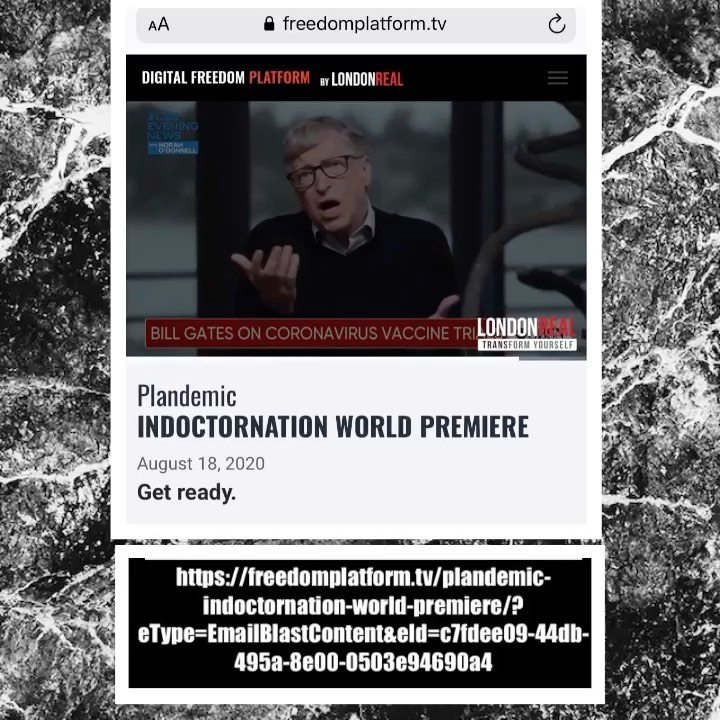 AA freedomplatform.tv
DIGITAL FREEDOM PLATFORM BY LONDONREAL
CBS
EVENING
NEWS
WITH NORAH
O'DONNELL
BILL GATES ON CORONAVIRUS VACCINE TRI
LONDONREAL
TRANSFORM YOURSELF
Plandemic
INDOCTORNATION WORLD PREMIERE
August 18, 2020
Get ready.
https://freedomplatform.tv/plandemic-
indoctornation-world-premiere/?
eType=EmailBlastContent&eId=c7fdee09-44db-
495a-8e00-0503e94690a4